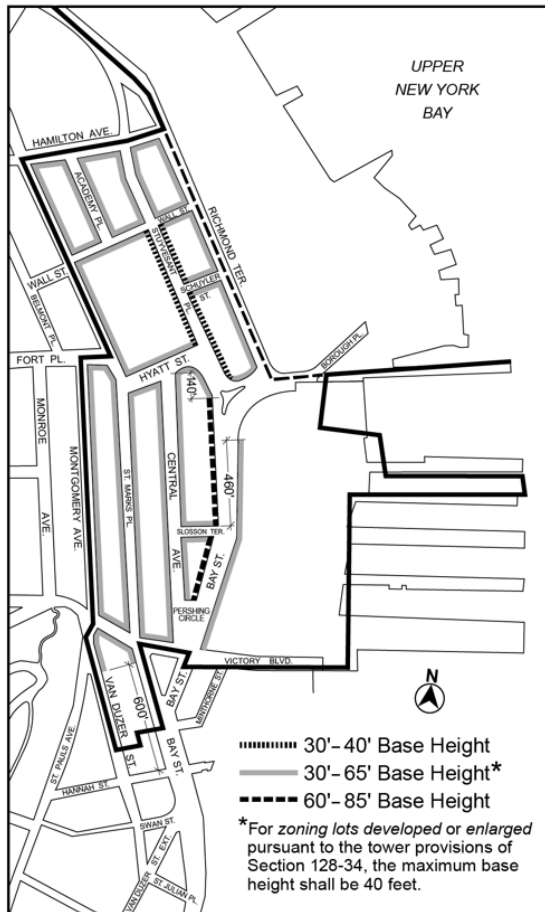 UPPER
NEW YORK
BAY
HAMILTON AVE.
ACADEMY PL.
WALL ST.
STUYVESANT
PL.
RICHMOND TER.
SCHUYLER
ST.
WALL ST.
BELMONT PL.
FORT PL.
HYATT ST.
BOROUGH PL.
140'
MONROE
AVE.
MONTGOMERY AVE.
ST. MARKS PL.
CENTRAL
AVE.
460'
SLOSSON TER.
BAY ST.
PERSHING
CIRCLE
VICTORY BLVD.
BAY ST.
MINTHORNE ST.
VAN DUZER
ST.
600'
BAY ST.
ST. PAULS AVE.
HANNAH ST.
SWAN ST.
VAN DUZER
ST. EXT.
ST. JULIAN PL.
N
30'-40' Base Height
30'-65' Base Height*
60'-85' Base Height
*For zoning lots developed or enlarged
pursuant to the tower provisions of
Section 128-34, the maximum base
height shall be 40 feet.